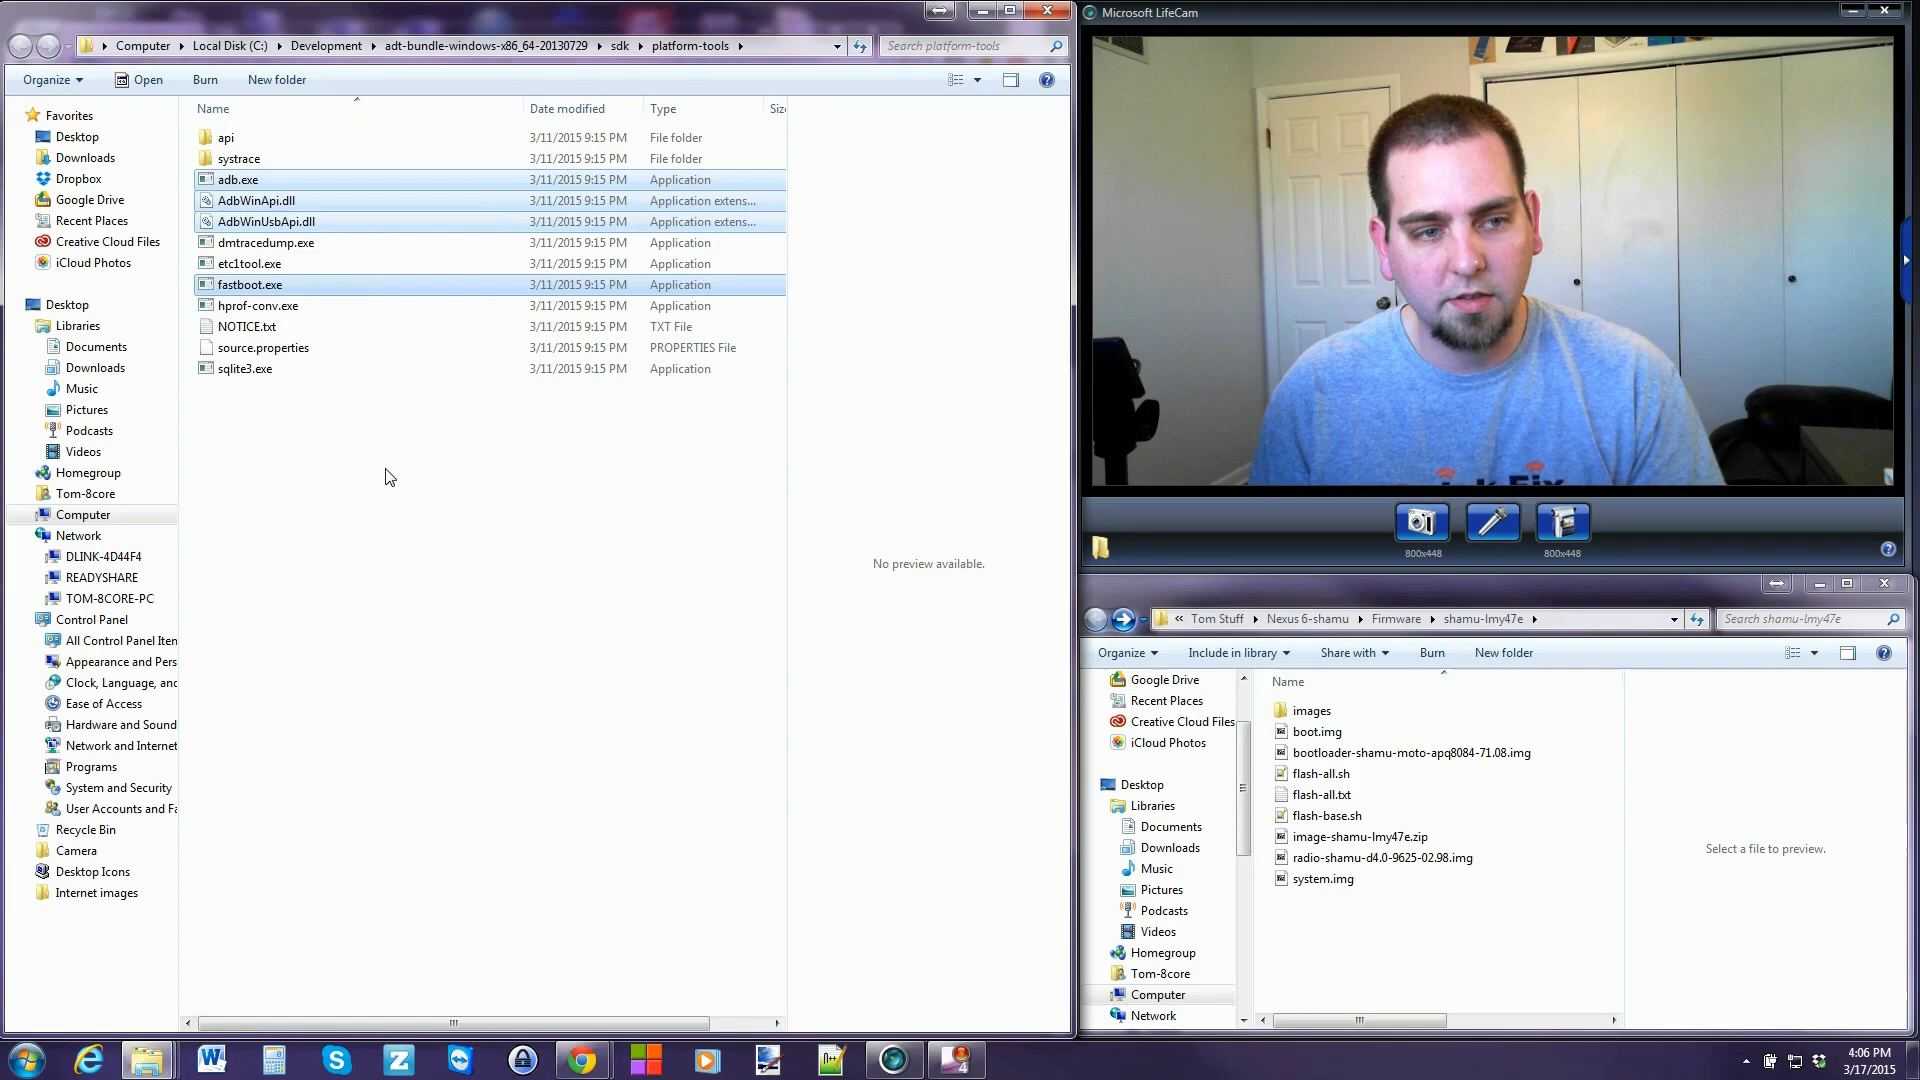 Computer Local Disk (C:) Development adt-bundle-windows-x86_64-20130729 sdk platform-tools
Search platform-tools
Organize Open Burn New folder
Name Date modified Type Siz
api 3/11/2015 9:15 PM File folder
systrace 3/11/2015 9:15 PM File folder
adb.exe 3/11/2015 9:15 PM Application
AdbWinApi.dll 3/11/2015 9:15 PM Application extens...
AdbWinUsbApi.dll 3/11/2015 9:15 PM Application extens...
dmtracedump.exe 3/11/2015 9:15 PM Application
etc1tool.exe 3/11/2015 9:15 PM Application
fastboot.exe 3/11/2015 9:15 PM Application
hprof-conv.exe 3/11/2015 9:15 PM Application
NOTICE.txt 3/11/2015 9:15 PM TXT File
source.properties 3/11/2015 9:15 PM PROPERTIES File
sqlite3.exe 3/11/2015 9:15 PM Application
Favorites
Desktop
Downloads
Dropbox
Google Drive
Recent Places
Creative Cloud Files
iCloud Photos
Desktop
Libraries
Documents
Downloads
Music
Pictures
Podcasts
Videos
Homegroup
Tom-8core
Computer
Network
DLINK-4D44F4
READYSHARE
TOM-8CORE-PC
Control Panel
All Control Panel Iten
Appearance and Pers
Clock, Language, and
Ease of Access
Hardware and Sound
Network and Internet
Programs
System and Security
User Accounts and Fa
Recycle Bin
Camera
Desktop Icons
Internet images
No preview available.
Microsoft LifeCam
800x448
800x448
« Tom Stuff Nexus 6-shamu Firmware shamu-lmy47e
Search shamu-lmy47e
Organize Include in library Share with Burn New folder
Google Drive
Recent Places
Creative Cloud Files
iCloud Photos
Desktop
Libraries
Documents
Downloads
Music
Pictures
Podcasts
Videos
Homegroup
Tom-8core
Computer
Network
Name
images
boot.img
bootloader-shamu-moto-apq8084-71.08.img
flash-all.sh
flash-all.txt
flash-base.sh
image-shamu-lmy47e.zip
radio-shamu-d4.0-9625-02.98.img
system.img
Select a file to preview.
4:06 PM
3/17/2015